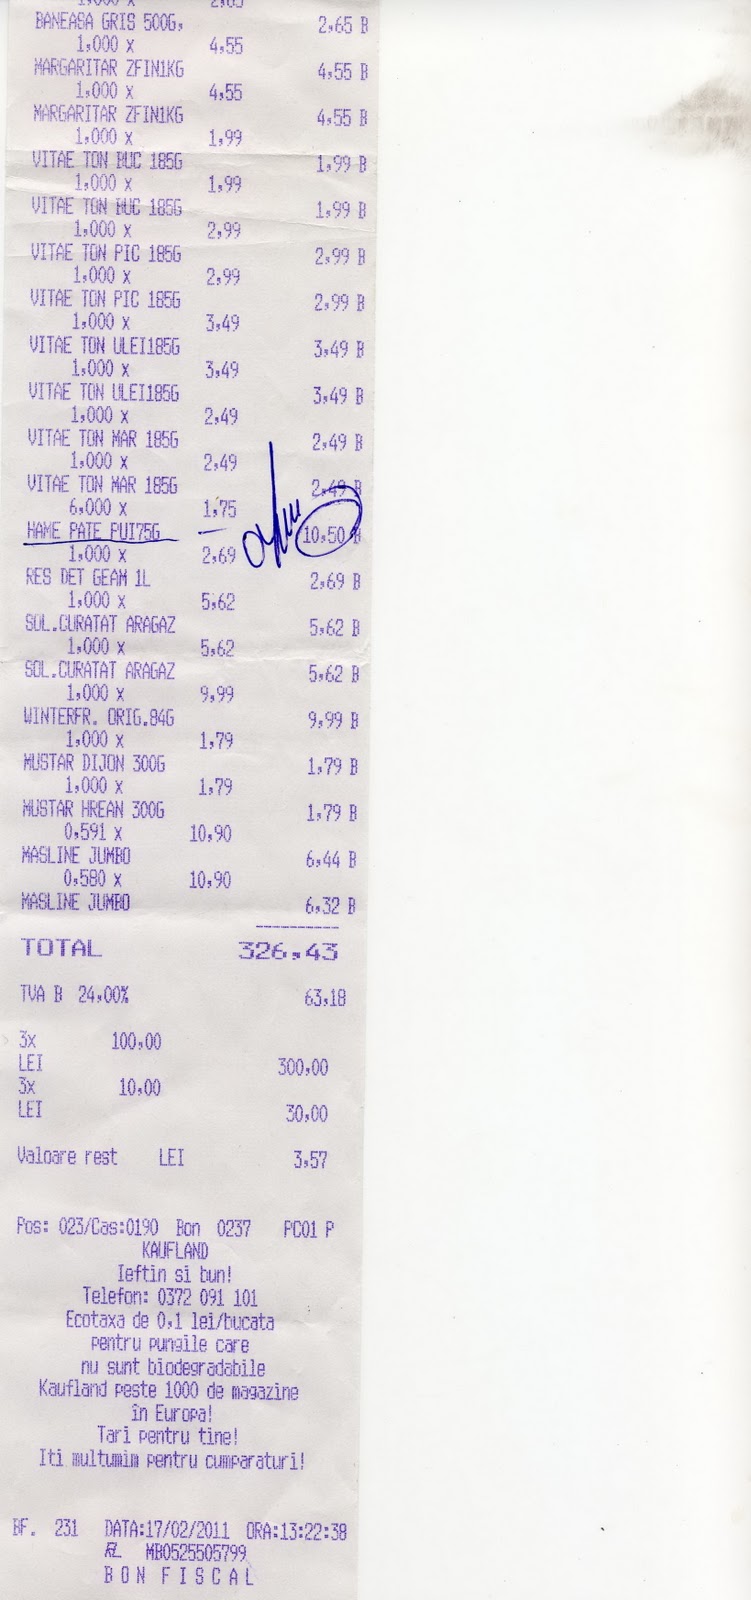 1,000 X 2,65
BANEASA GRIS 500G, 2,65 B
1,000 X 4,55
MARGARITAR ZFIN1KG 4,55 B
1,000 X 4,55
MARGARITAR ZFIN1KG 4,55 B
1,000 X 1,99
VITAE TON BUC 185G 1,99 B
1,000 X 1,99
VITAE TON BUC 185G 1,99 B
1,000 X 2,99
VITAE TON PIC 185G 2,99 B
1,000 X 2,99
VITAE TON PIC 185G 2,99 B
1,000 X 3,49
VITAE TON ULEI185G 3,49 B
1,000 X 3,49
VITAE TON ULEI185G 3,49 B
1,000 X 2,49
VITAE TON MAR 185G 2,49 B
1,000 X 2,49
VITAE TON MAR 185G 2,49 B
6,000 X 1,75
HAME PATE PUI75G 10,50 B
1,000 X 2,69
RES DET GEAM 1L 2,69 B
1,000 X 5,62
SOL.CURATAT ARAGAZ 5,62 B
1,000 X 5,62
SOL.CURATAT ARAGAZ 5,62 B
1,000 X 9,99
WINTERFR. ORIG.84G 9,99 B
1,000 X 1,79
MUSTAR DIJON 300G 1,79 B
1,000 X 1,79
MUSTAR HREAN 300G 1,79 B
0,591 X 10,90
MASLINE JUMBO 6,44 B
0,580 X 10,90
MASLINE JUMBO 6,32 B
TOTAL 326,43
TVA B 24,00% 63,18
3x 100,00
LEI 300,00
3x 10,00
LEI 30,00
Valoare rest LEI 3,57
Pos: 023/Cas:0190 Bon 0237 PC01 P
KAUFLAND
Ieftin si bun!
Telefon: 0372 091 101
Ecotaxa de 0,1 lei/bucata
pentru pungile care
nu sunt biodegradabile
Kaufland peste 1000 de magazine
în Europa!
Tari pentru tine!
Iti multumim pentru cumparaturi!
BF. 231 DATA:17/02/2011 ORA:13:22:38
MB0525505799
BON FISCAL